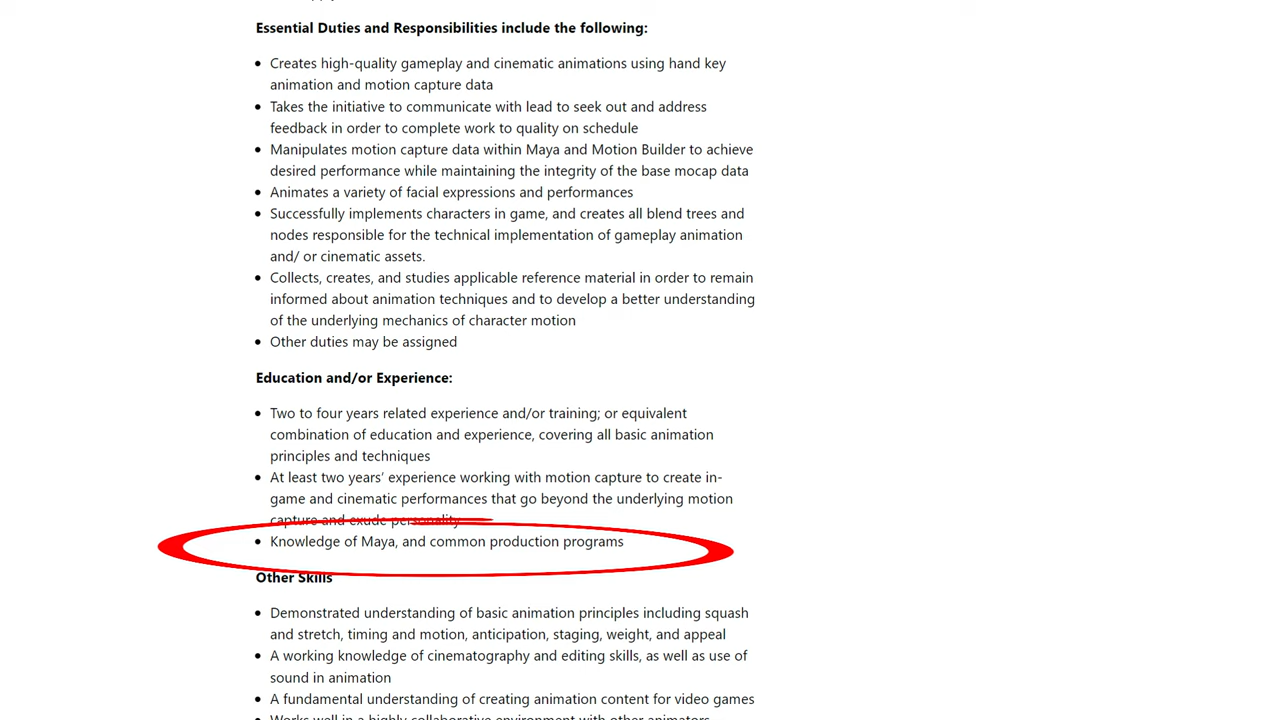 Essential Duties and Responsibilities include the following:
• Creates high-quality gameplay and cinematic animations using hand key
animation and motion capture data
• Takes the initiative to communicate with lead to seek out and address
feedback in order to complete work to quality on schedule
• Manipulates motion capture data within Maya and Motion Builder to achieve
desired performance while maintaining the integrity of the base mocap data
• Animates a variety of facial expressions and performances
• Successfully implements characters in game, and creates all blend trees and
nodes responsible for the technical implementation of gameplay animation
and/ or cinematic assets.
• Collects, creates, and studies applicable reference material in order to remain
informed about animation techniques and to develop a better understanding
of the underlying mechanics of character motion
• Other duties may be assigned
Education and/or Experience:
• Two to four years related experience and/or training; or equivalent
combination of education and experience, covering all basic animation
principles and techniques
• At least two years’ experience working with motion capture to create in-
game and cinematic performances that go beyond the underlying motion
capture and exude personality
• Knowledge of Maya, and common production programs
Other Skills
• Demonstrated understanding of basic animation principles including squash
and stretch, timing and motion, anticipation, staging, weight, and appeal
• A working knowledge of cinematography and editing skills, as well as use of
sound in animation
• A fundamental understanding of creating animation content for video games
• Works well in a highly collaborative environment with other animators